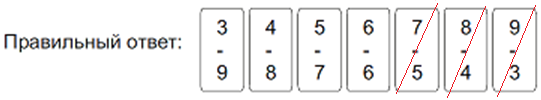 Правильный ответ: 3 4 5 6 7 8 9
- - - - - - -
9 8 7 6 5 4 3